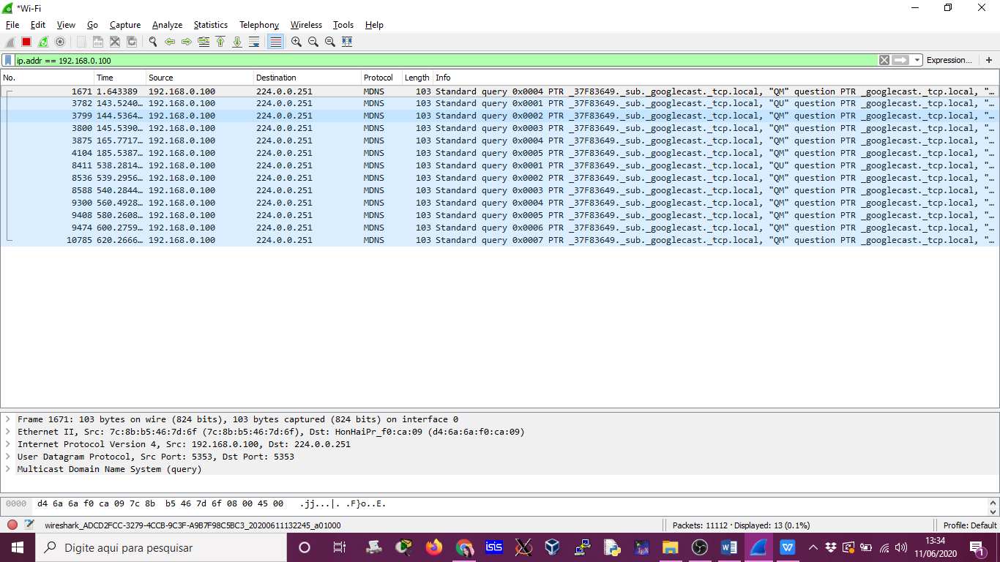 *Wi-Fi
File Edit View Go Capture Analyze Statistics Telephony Wireless Tools Help
ip.addr == 192.168.0.100 Expression… +
No. Time Source Destination Protocol Length Info
1671 1.643389 192.168.0.100 224.0.0.251 MDNS 103 Standard query 0x0004 PTR _37F83649._sub._googlecast._tcp.local, "QM" question PTR _googlecast._tcp.local, "…
3782 143.5240… 192.168.0.100 224.0.0.251 MDNS 103 Standard query 0x0001 PTR _37F83649._sub._googlecast._tcp.local, "QU" question PTR _googlecast._tcp.local, "…
3799 144.5364… 192.168.0.100 224.0.0.251 MDNS 103 Standard query 0x0002 PTR _37F83649._sub._googlecast._tcp.local, "QM" question PTR _googlecast._tcp.local, "…
3800 145.5390… 192.168.0.100 224.0.0.251 MDNS 103 Standard query 0x0003 PTR _37F83649._sub._googlecast._tcp.local, "QM" question PTR _googlecast._tcp.local, "…
3875 165.7717… 192.168.0.100 224.0.0.251 MDNS 103 Standard query 0x0004 PTR _37F83649._sub._googlecast._tcp.local, "QM" question PTR _googlecast._tcp.local, "…
4104 185.5387… 192.168.0.100 224.0.0.251 MDNS 103 Standard query 0x0005 PTR _37F83649._sub._googlecast._tcp.local, "QM" question PTR _googlecast._tcp.local, "…
8411 538.2814… 192.168.0.100 224.0.0.251 MDNS 103 Standard query 0x0001 PTR _37F83649._sub._googlecast._tcp.local, "QU" question PTR _googlecast._tcp.local, "…
8536 539.2956… 192.168.0.100 224.0.0.251 MDNS 103 Standard query 0x0002 PTR _37F83649._sub._googlecast._tcp.local, "QM" question PTR _googlecast._tcp.local, "…
8588 540.2844… 192.168.0.100 224.0.0.251 MDNS 103 Standard query 0x0003 PTR _37F83649._sub._googlecast._tcp.local, "QM" question PTR _googlecast._tcp.local, "…
9300 560.4928… 192.168.0.100 224.0.0.251 MDNS 103 Standard query 0x0004 PTR _37F83649._sub._googlecast._tcp.local, "QM" question PTR _googlecast._tcp.local, "…
9408 580.2608… 192.168.0.100 224.0.0.251 MDNS 103 Standard query 0x0005 PTR _37F83649._sub._googlecast._tcp.local, "QM" question PTR _googlecast._tcp.local, "…
9474 600.2759… 192.168.0.100 224.0.0.251 MDNS 103 Standard query 0x0006 PTR _37F83649._sub._googlecast._tcp.local, "QM" question PTR _googlecast._tcp.local, "…
10785 620.2666… 192.168.0.100 224.0.0.251 MDNS 103 Standard query 0x0007 PTR _37F83649._sub._googlecast._tcp.local, "QM" question PTR _googlecast._tcp.local, "…
Frame 1671: 103 bytes on wire (824 bits), 103 bytes captured (824 bits) on interface 0
Ethernet II, Src: 7c:8b:b5:46:7d:6f (7c:8b:b5:46:7d:6f), Dst: HonHaiPr_f0:ca:09 (d4:6a:6a:f0:ca:09)
Internet Protocol Version 4, Src: 192.168.0.100, Dst: 224.0.0.251
User Datagram Protocol, Src Port: 5353, Dst Port: 5353
Multicast Domain Name System (query)
0000 d4 6a 6a f0 ca 09 7c 8b b5 46 7d 6f 08 00 45 00 .jj...|. .F}o..E.
wireshark_ADCD2FCC-3279-4CCB-9C3F-A9B7F98C5BC3_20200611132245_a01000 Packets: 11112 · Displayed: 13 (0.1%) Profile: Default
Digite aqui para pesquisar isis 13:34
11/06/2020 1